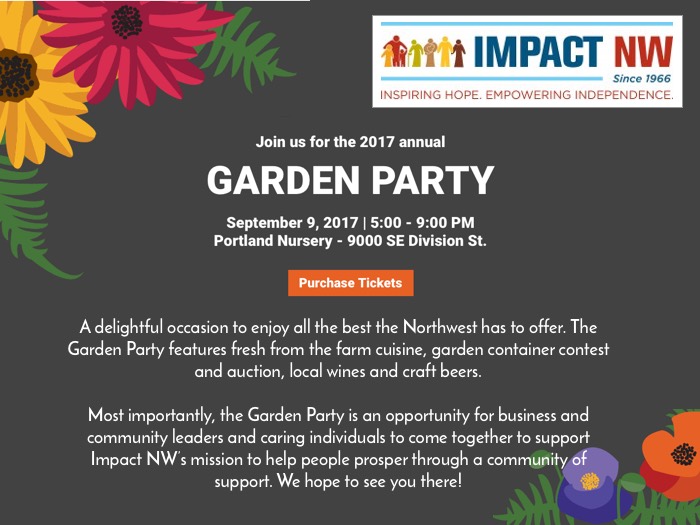 IMPACT NW
Since 1966
INSPIRING HOPE. EMPOWERING INDEPENDENCE.
Join us for the 2017 annual
GARDEN PARTY
September 9, 2017 | 5:00 - 9:00 PM
Portland Nursery - 9000 SE Division St.
Purchase Tickets
A delightful occasion to enjoy all the best the Northwest has to offer. The
Garden Party features fresh from the farm cuisine, garden container contest
and auction, local wines and craft beers.
Most importantly, the Garden Party is an opportunity for business and
community leaders and caring individuals to come together to support
Impact NW's mission to help people prosper through a community of
support. We hope to see you there!